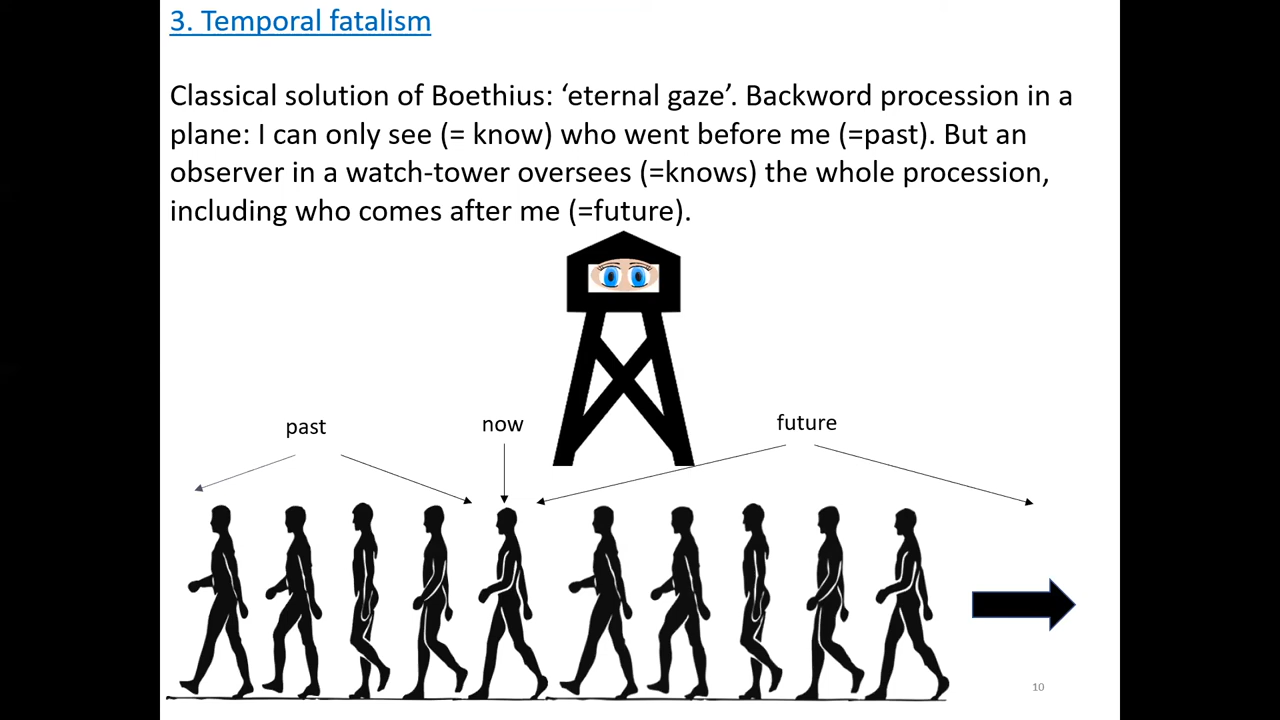 3. Temporal fatalism
Classical solution of Boethius: ‘eternal gaze’. Backword procession in a
plane: I can only see (= know) who went before me (=past). But an
observer in a watch-tower oversees (=knows) the whole procession,
including who comes after me (=future).
past
now
future
10